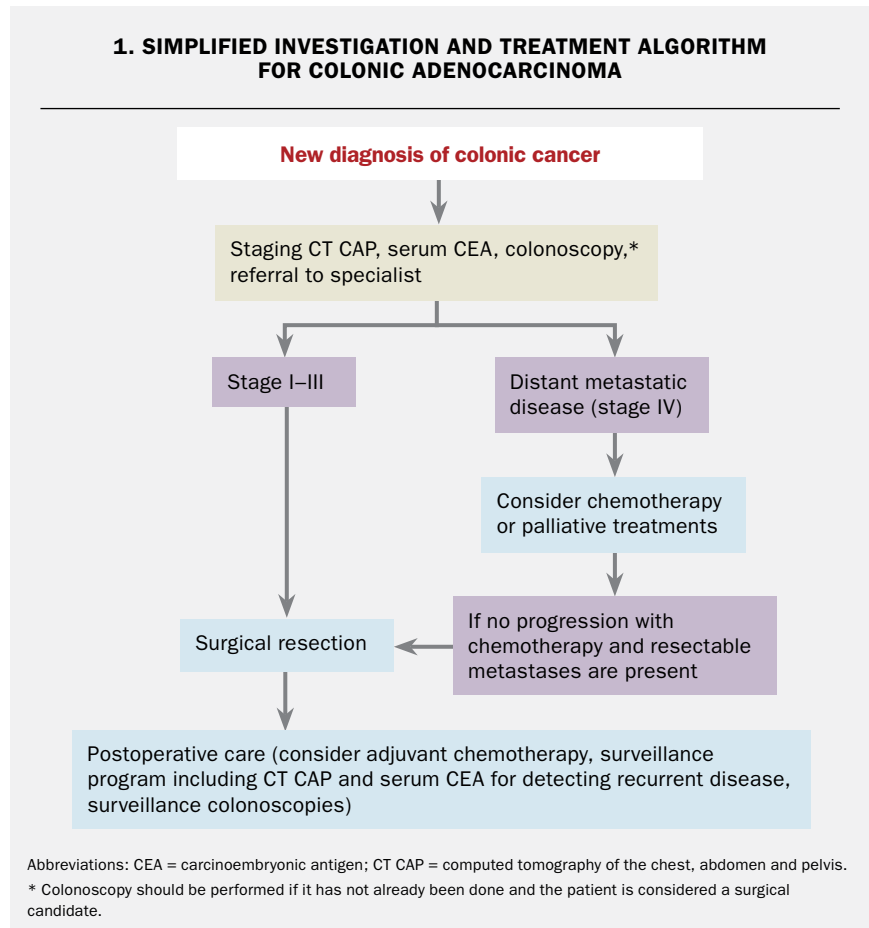 1. SIMPLIFIED INVESTIGATION AND TREATMENT ALGORITHM
FOR COLONIC ADENOCARCINOMA
New diagnosis of colonic cancer
Staging CT CAP, serum CEA, colonoscopy,*
referral to specialist
Stage I–III
Distant metastatic
disease (stage IV)
Consider chemotherapy
or palliative treatments
If no progression with
chemotherapy and resectable
metastases are present
Surgical resection
Postoperative care (consider adjuvant chemotherapy, surveillance
program including CT CAP and serum CEA for detecting recurrent disease,
surveillance colonoscopies)
Abbreviations: CEA = carcinoembryonic antigen; CT CAP = computed tomography of the chest, abdomen and pelvis.
* Colonoscopy should be performed if it has not already been done and the patient is considered a surgical
candidate.